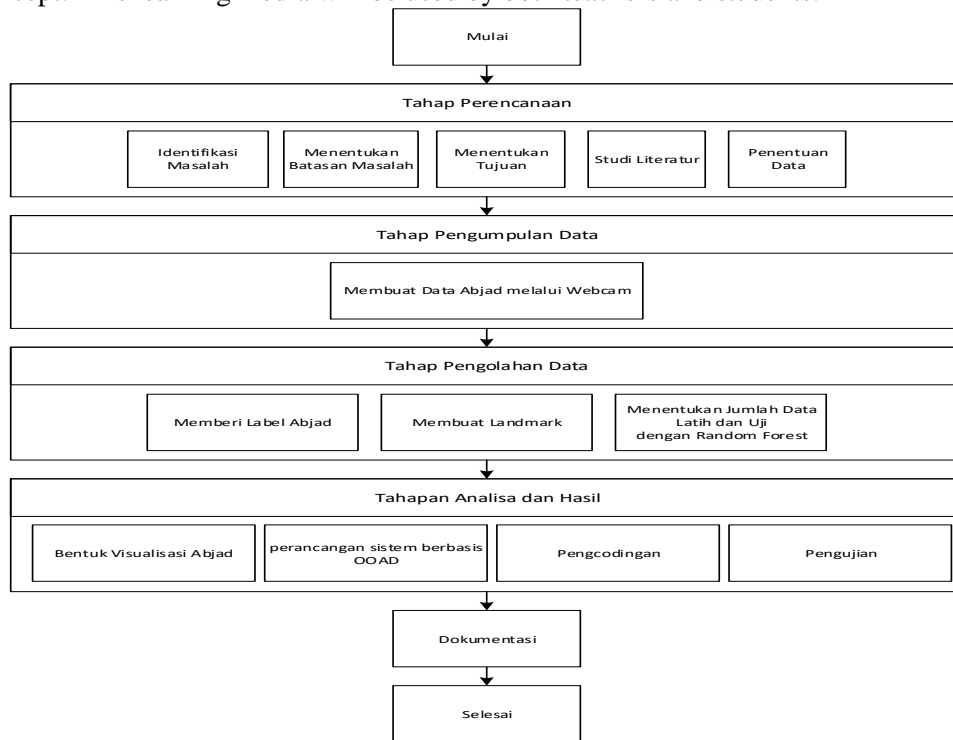 Mulai
Tahap Perencanaan
Identifikasi
Masalah
Menentukan
Batasan Masalah
Menentukan
Tujuan
Studi Literatur
Penentuan
Data
Tahap Pengumpulan Data
Membuat Data Abjad melalui Webcam
Tahap Pengolahan Data
Memberi Label Abjad
Membuat Landmark
Menentukan Jumlah Data
Latih dan Uji
dengan Random Forest
Tahapan Analisa dan Hasil
Bentuk Visualisasi Abjad
perancangan sistem berbasis
OOAD
Pengcodingan
Pengujian
Dokumentasi
Selesai